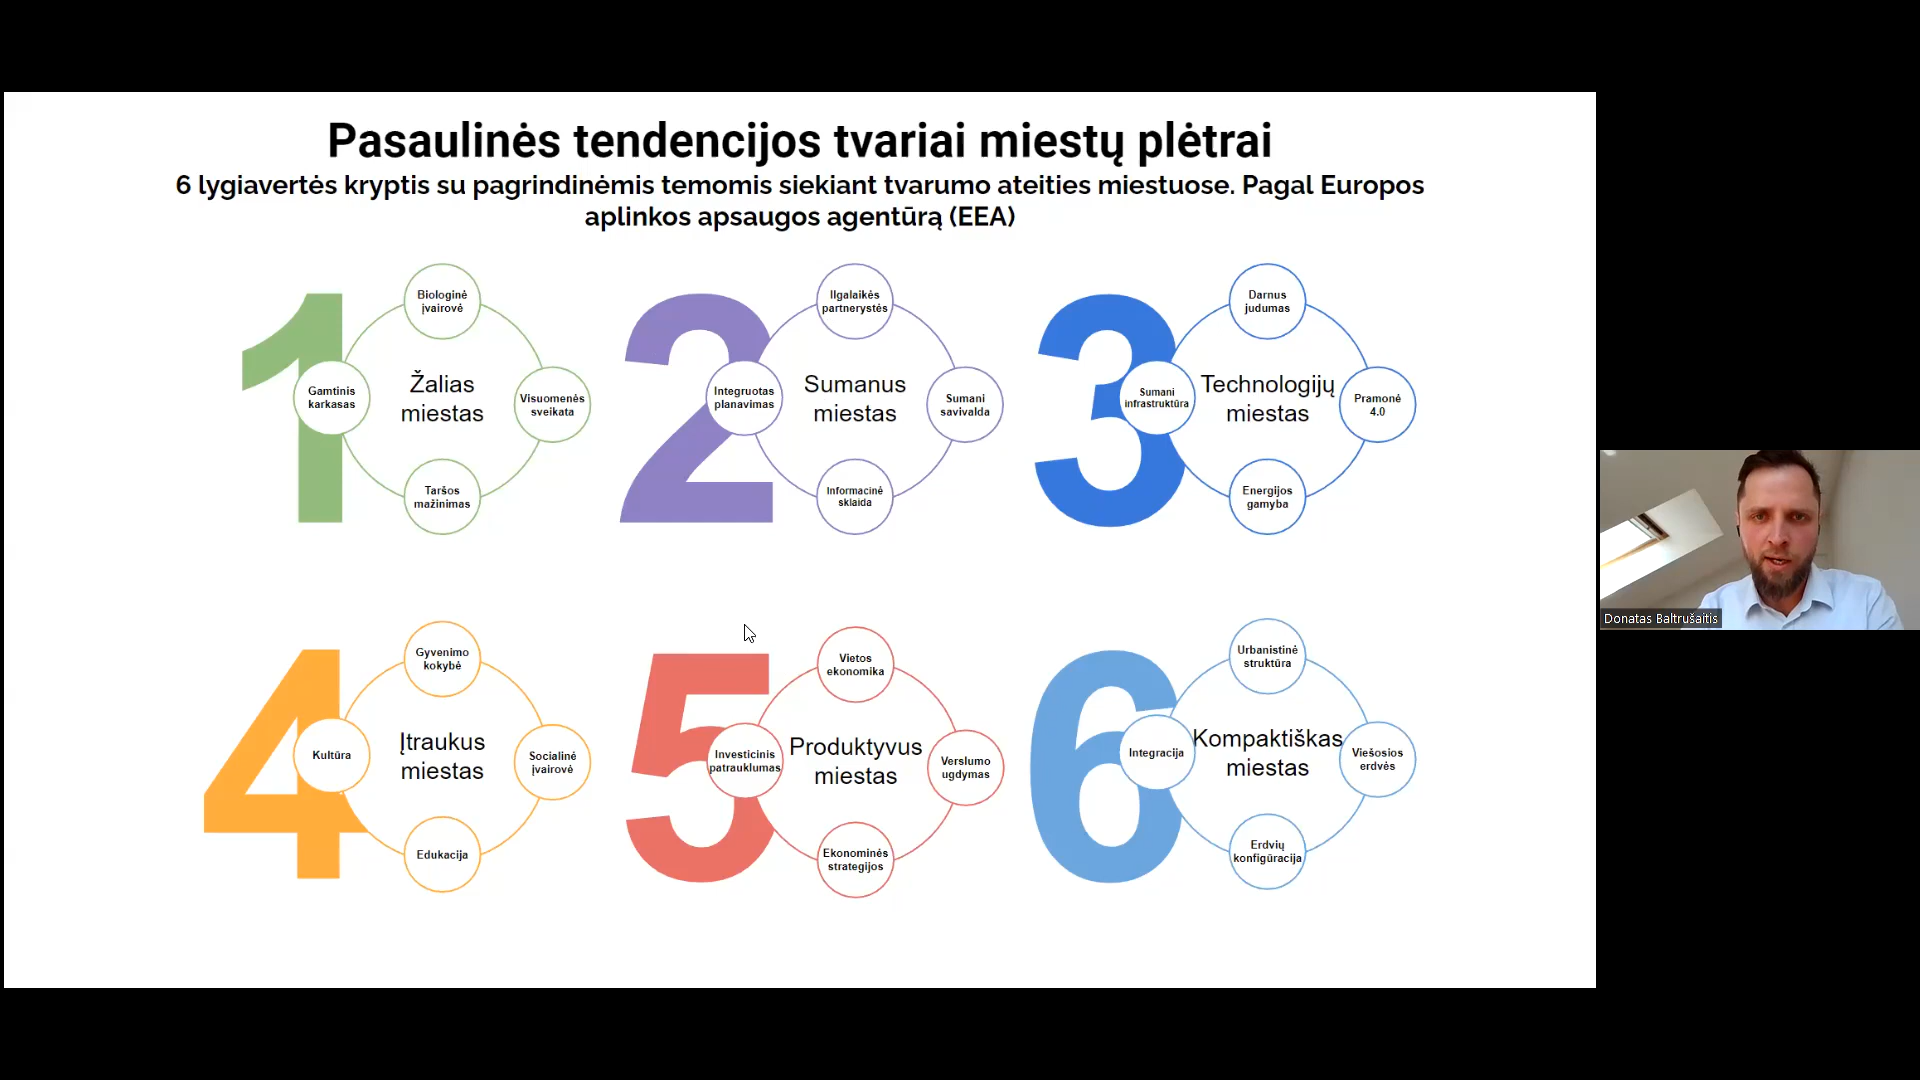 Pasaulinės tendencijos tvariai miestų plėtrai
6 lygiavertės kryptis su pagrindinėmis temomis siekiant tvarumo ateities miestuose. Pagal Europos
aplinkos apsaugos agentūrą (EEA)
1
Biologinė
įvairovė
Gamtinis
karkasas
Žalias
miestas
Visuomenės
sveikata
Taršos
mažinimas
2
Ilgalaikės
partnerystės
Integruotas
planavimas
Sumanus
miestas
Sumani
savivalda
Informacinė
sklaida
3
Darnus
judumas
Sumani
infrastruktūra
Technologijų
miestas
Pramonė
4.0
Energijos
gamyba
4
Gyvenimo
kokybė
Kultūra
Įtraukus
miestas
Socialinė
įvairovė
Edukacija
5
Vietos
ekonomika
Investicinis
patrauklumas
Produktyvus
miestas
Verslumo
ugdymas
Ekonominės
strategijos
6
Urbanistinė
struktūra
Integracija
Kompaktiškas
miestas
Viešosios
erdvės
Erdvių
konfigūracija
Donatas Baltrušaitis